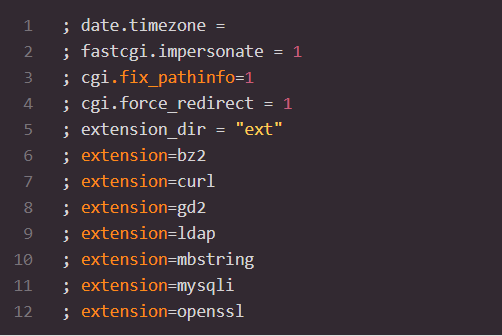 1 ; date.timezone =
2 ; fastcgi.impersonate = 1
3 ; cgi.fix_pathinfo=1
4 ; cgi.force_redirect = 1
5 ; extension_dir = "ext"
6 ; extension=bz2
7 ; extension=curl
8 ; extension=gd2
9 ; extension=ldap
10 ; extension=mbstring
11 ; extension=mysqli
12 ; extension=openssl